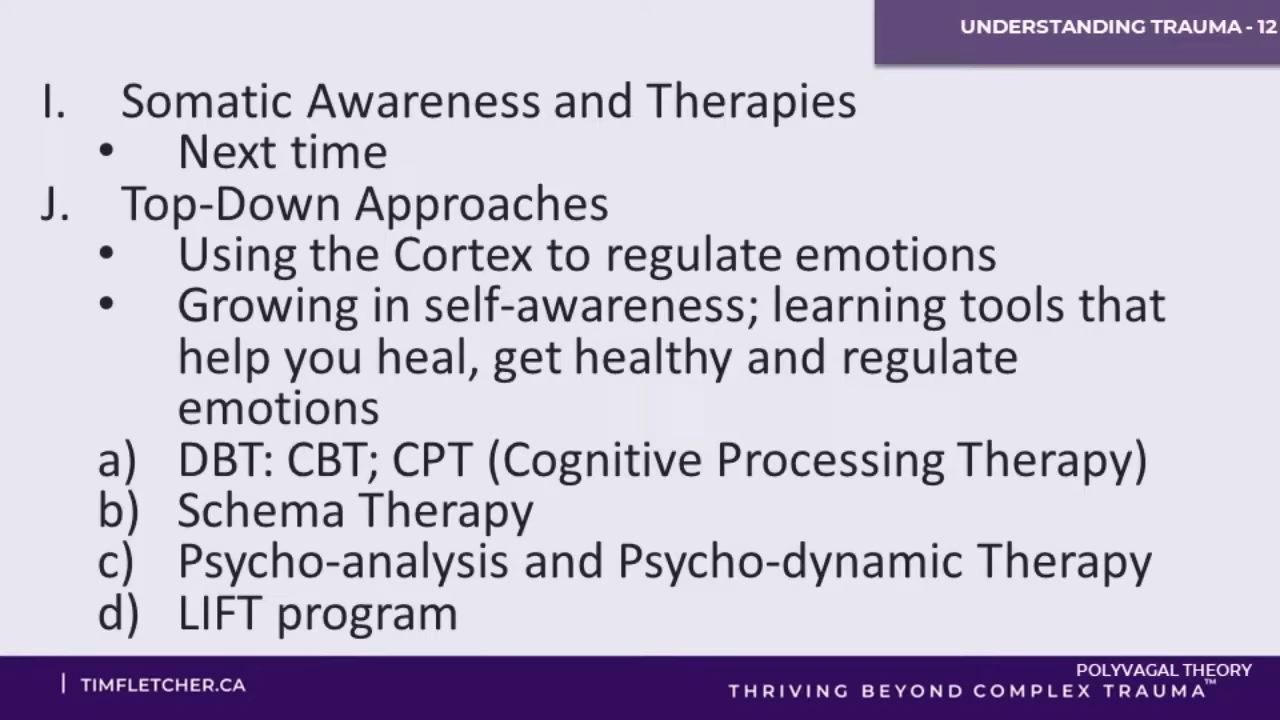 UNDERSTANDING TRAUMA - 12
I. Somatic Awareness and Therapies
• Next time
J. Top-Down Approaches
• Using the Cortex to regulate emotions
• Growing in self-awareness; learning tools that
help you heal, get healthy and regulate
emotions
a) DBT: CBT; CPT (Cognitive Processing Therapy)
b) Schema Therapy
c) Psycho-analysis and Psycho-dynamic Therapy
d) LIFT program
| TIMFLETCHER.CA
POLYVAGAL THEORY
THRIVING BEYOND COMPLEX TRAUMA™